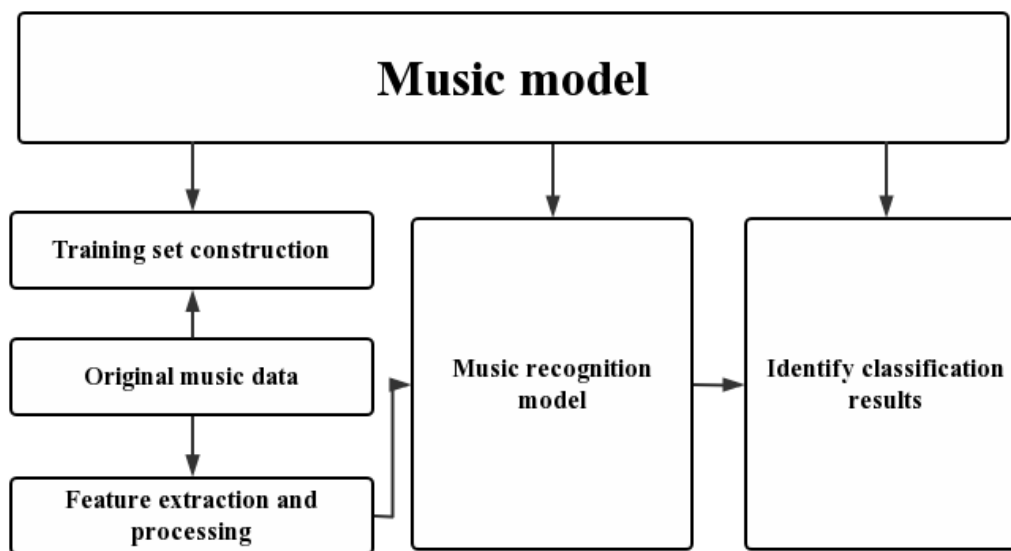 Music model
Training set construction
Original music data
Feature extraction and
processing
Music recognition
model
Identify classification
results